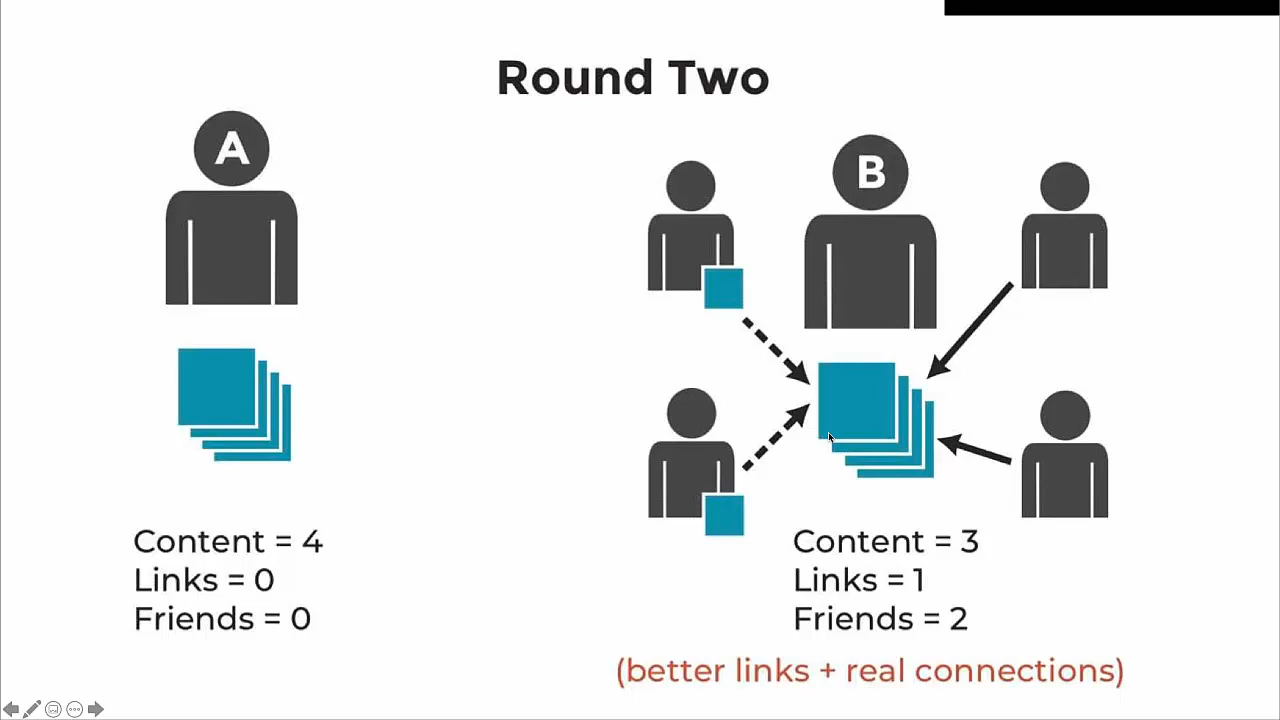 Round Two
A
B
Content = 4
Links = 0
Friends = 0
Content = 3
Links = 1
Friends = 2
(better links + real connections)